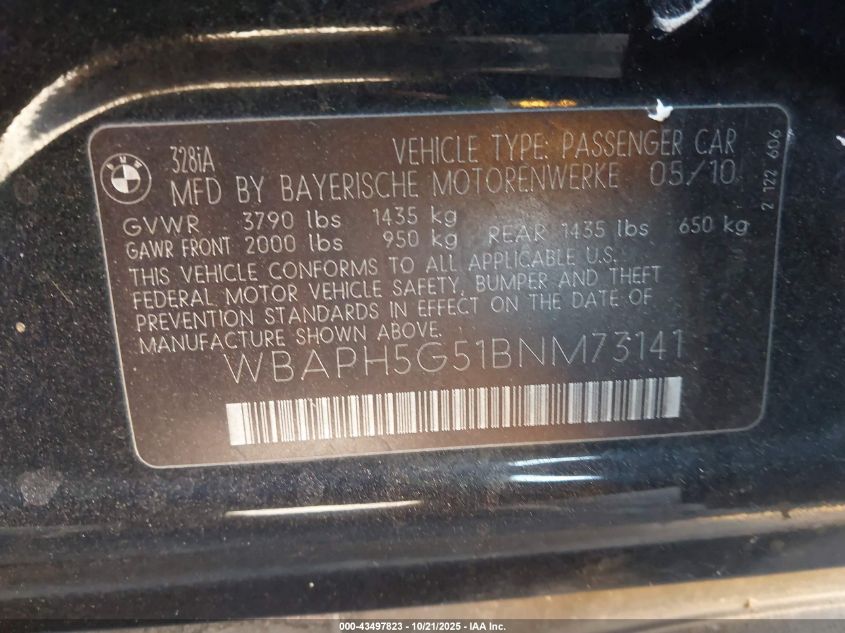 BMW
328iA
VEHICLE TYPE: PASSENGER CAR
MFD BY BAYERISCHE MOTORENWERKE 05/10
GVWR 3790 lbs 1435 kg
GAWR FRONT 2000 lbs 950 kg REAR 1435 lbs 650 kg
THIS VEHICLE CONFORMS TO ALL APPLICABLE U.S.
FEDERAL MOTOR VEHICLE SAFETY, BUMPER AND THEFT
PREVENTION STANDARDS IN EFFECT ON THE DATE OF
MANUFACTURE SHOWN ABOVE.
WBAPH5G51BNM73141
2 122 606
000-43497823 - 10/21/2025 - IAA Inc.